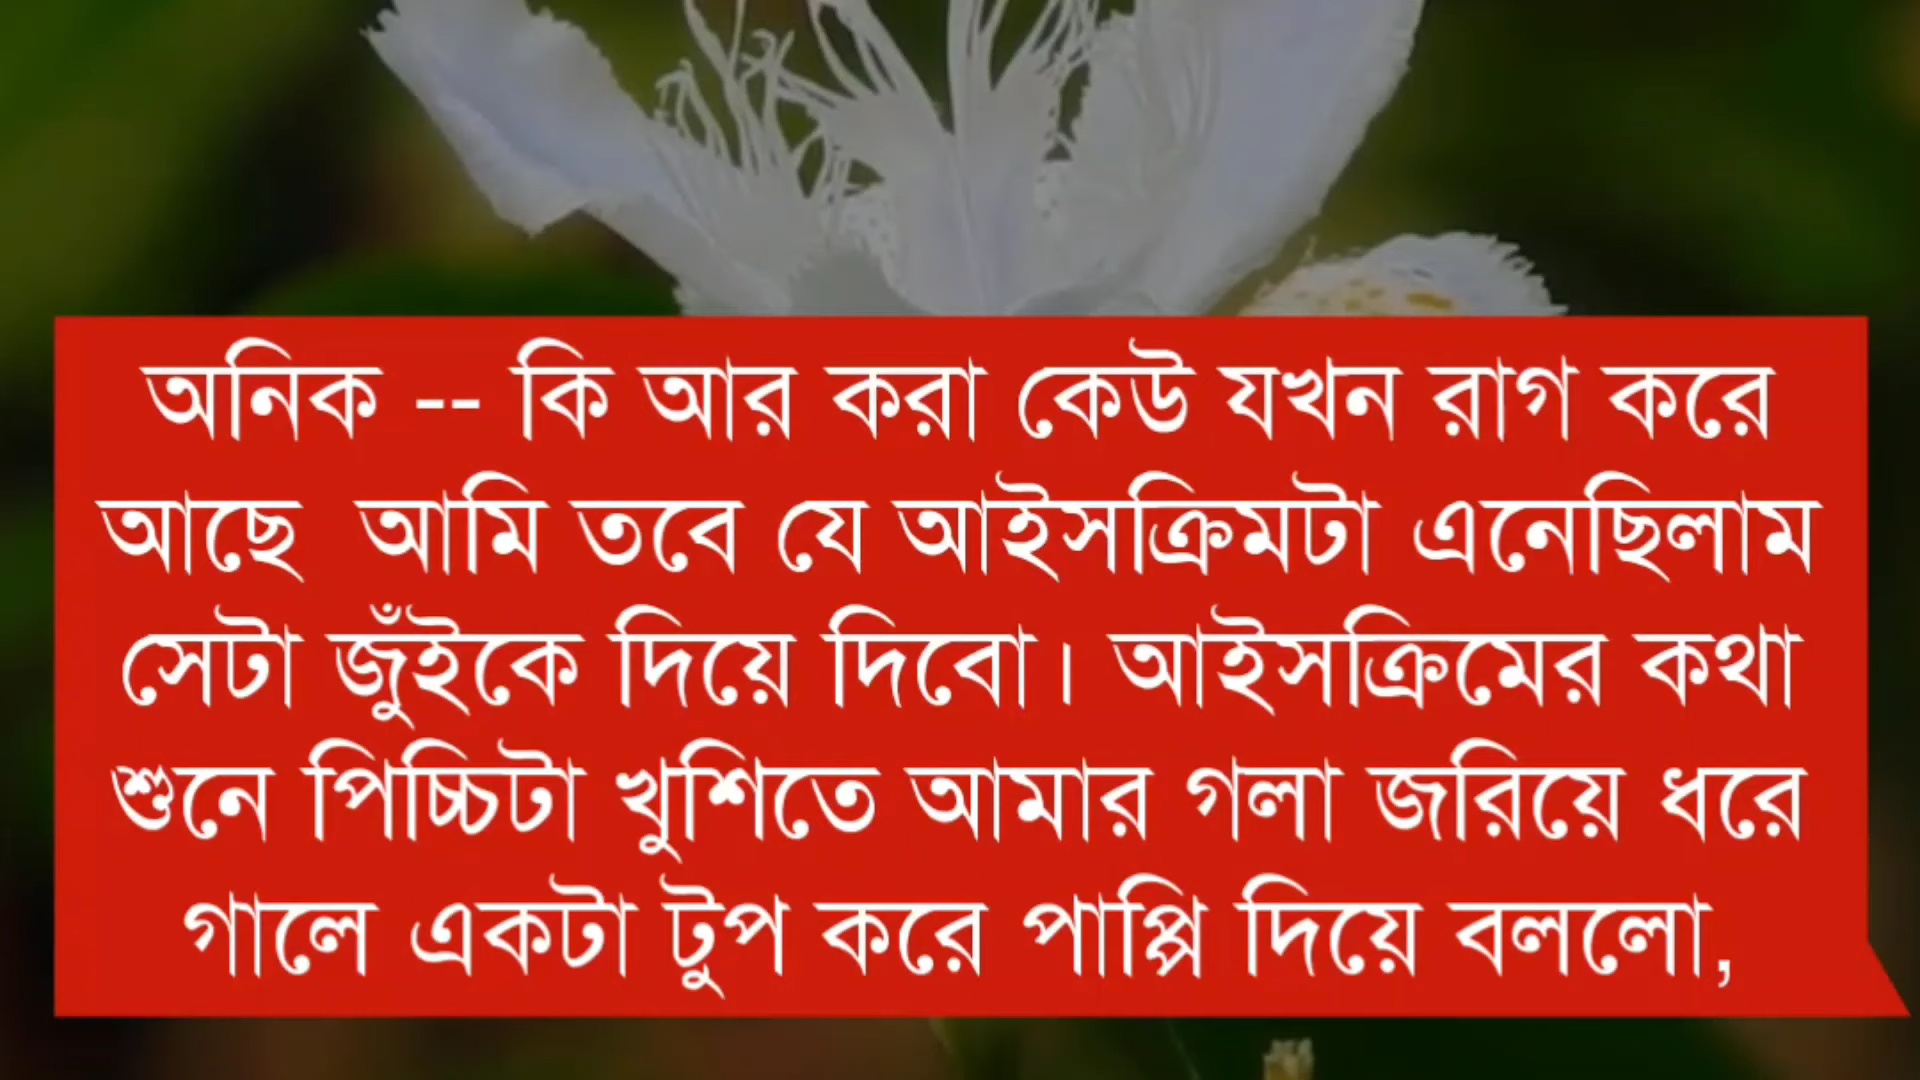 অনিক -- কি আর করা কেউ যখন রাগ করে
আছে  আমি তবে যে আইসক্রিমটা এনেছিলাম
সেটা জুঁইকে দিয়ে দিবো। আইসক্রিমের কথা
শুনে পিচ্চিটা খুশিতে আমার গলা জরিয়ে ধরে
গালে একটা টুপ করে পাপ্পি দিয়ে বললো,